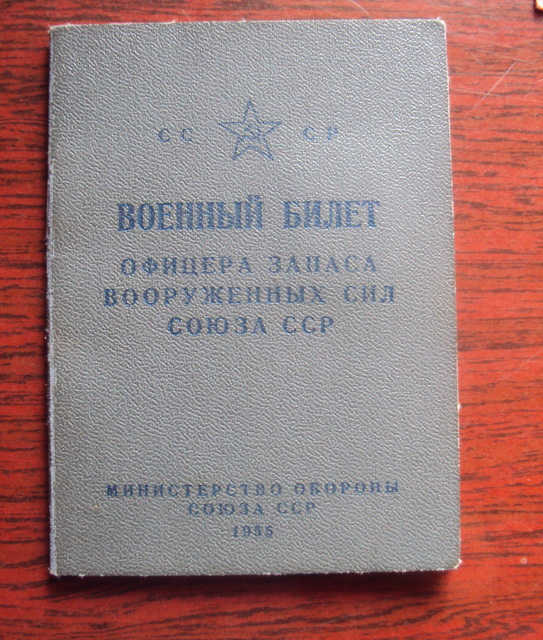 СС СР
ВОЕННЫЙ БИЛЕТ
ОФИЦЕРА ЗАПАСА
ВООРУЖЕННЫХ СИЛ
СОЮЗА ССР
МИНИСТЕРСТВО ОБОРОНЫ
СОЮЗА ССР
1955